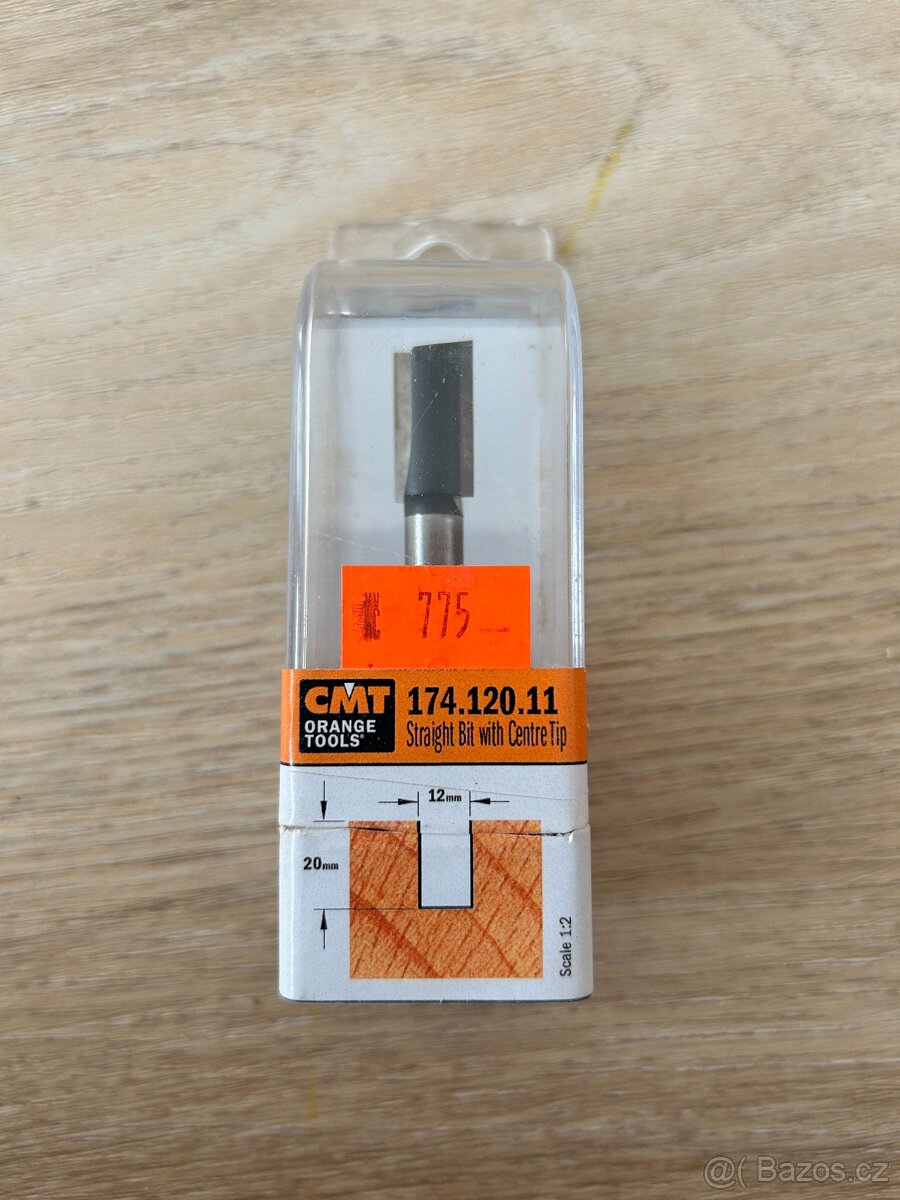 775
CMT
ORANGE
TOOLS®
174.120.11
Straight Bit with Centre Tip
12mm
20mm
Scale 1:2
@( Bazos.cz